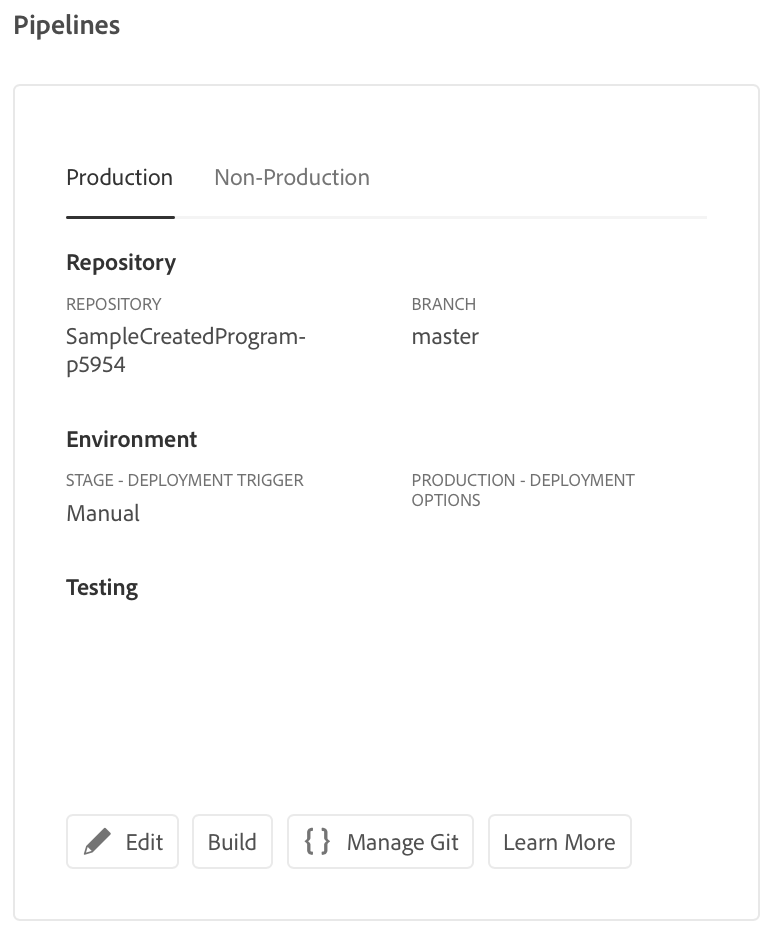 Pipelines
Production
Non-Production
Repository
REPOSITORY
SampleCreatedProgram-
p5954
BRANCH
master
Environment
STAGE - DEPLOYMENT TRIGGER
Manual
PRODUCTION - DEPLOYMENT
OPTIONS
Testing
Edit
Build
{ } Manage Git
Learn More